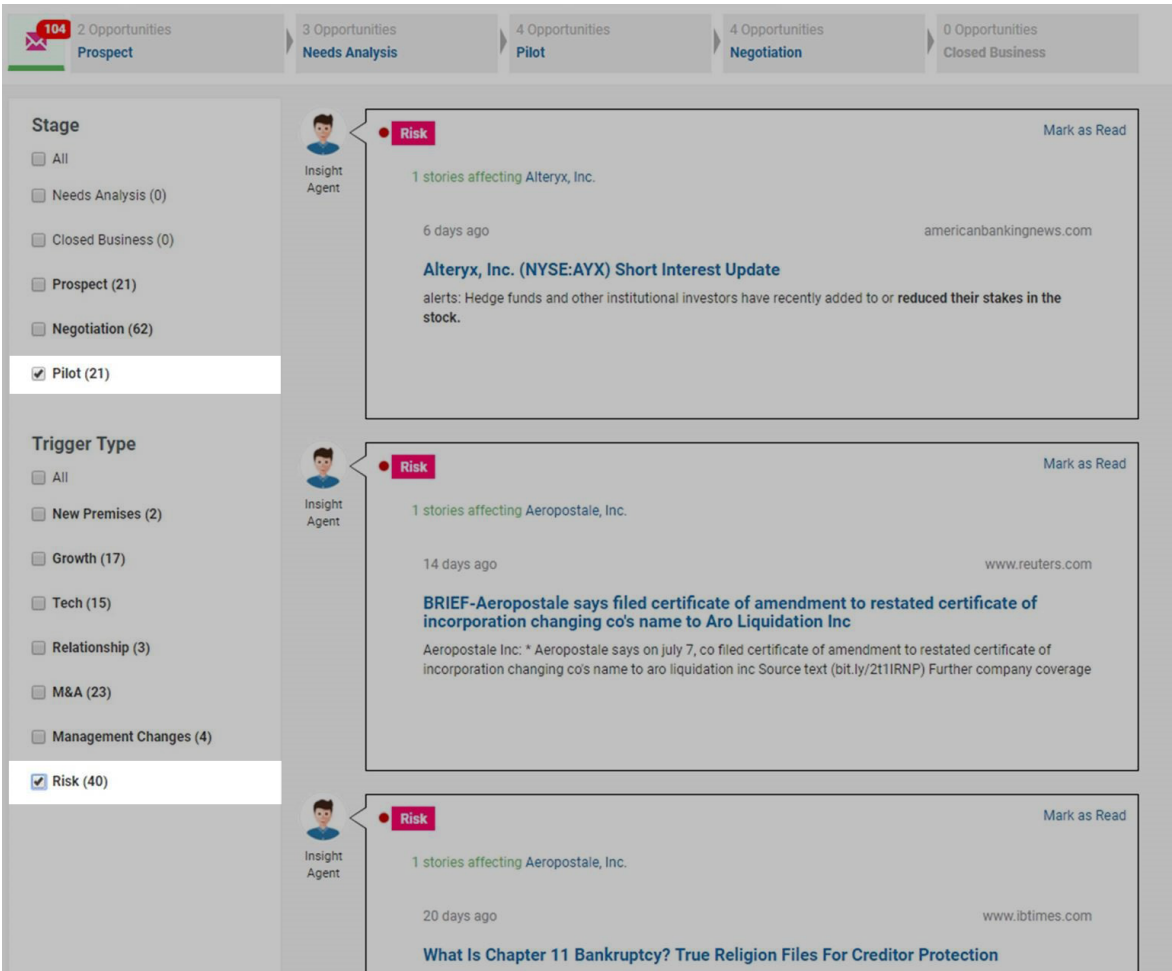 104
2 Opportunities
Prospect
3 Opportunities
Needs Analysis
4 Opportunities
Pilot
4 Opportunities
Negotiation
0 Opportunities
Closed Business
Stage
All
Needs Analysis (0)
Closed Business (0)
Prospect (21)
Negotiation (62)
Pilot (21)
Trigger Type
All
New Premises (2)
Growth (17)
Tech (15)
Relationship (3)
M&A (23)
Management Changes (4)
Risk (40)
Insight
Agent
Risk
Mark as Read
1 stories affecting Alteryx, Inc.
6 days ago
americanbankingnews.com
Alteryx, Inc. (NYSE:AYX) Short Interest Update
alerts: Hedge funds and other institutional investors have recently added to or reduced their stakes in the
stock.
Insight
Agent
Risk
Mark as Read
1 stories affecting Aeropostale, Inc.
14 days ago
www.reuters.com
BRIEF-Aeropostale says filed certificate of amendment to restated certificate of
incorporation changing co's name to Aro Liquidation Inc
Aeropostale Inc: * Aeropostale says on july 7, co filed certificate of amendment to restated certificate of
incorporation changing co's name to aro liquidation inc Source text (bit.ly/2t1IRNP) Further company coverage
Insight
Agent
Risk
Mark as Read
1 stories affecting Aeropostale, Inc.
20 days ago
www.ibtimes.com
What Is Chapter 11 Bankruptcy? True Religion Files For Creditor Protection